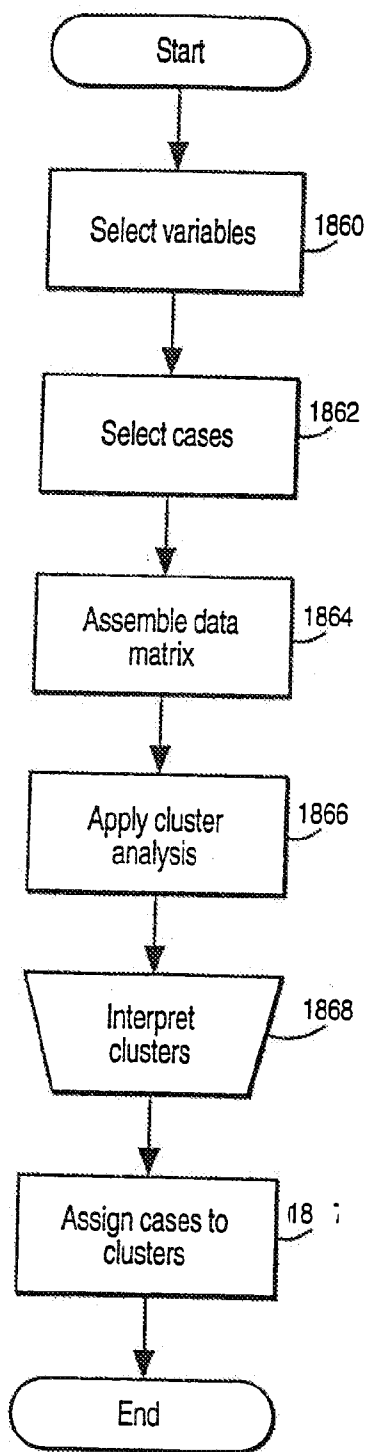 Start
Select variables
1860
Select cases
1862
Assemble data
matrix
1864
Apply cluster
analysis
1866
Interpret
clusters
1868
Assign cases to
clusters
End